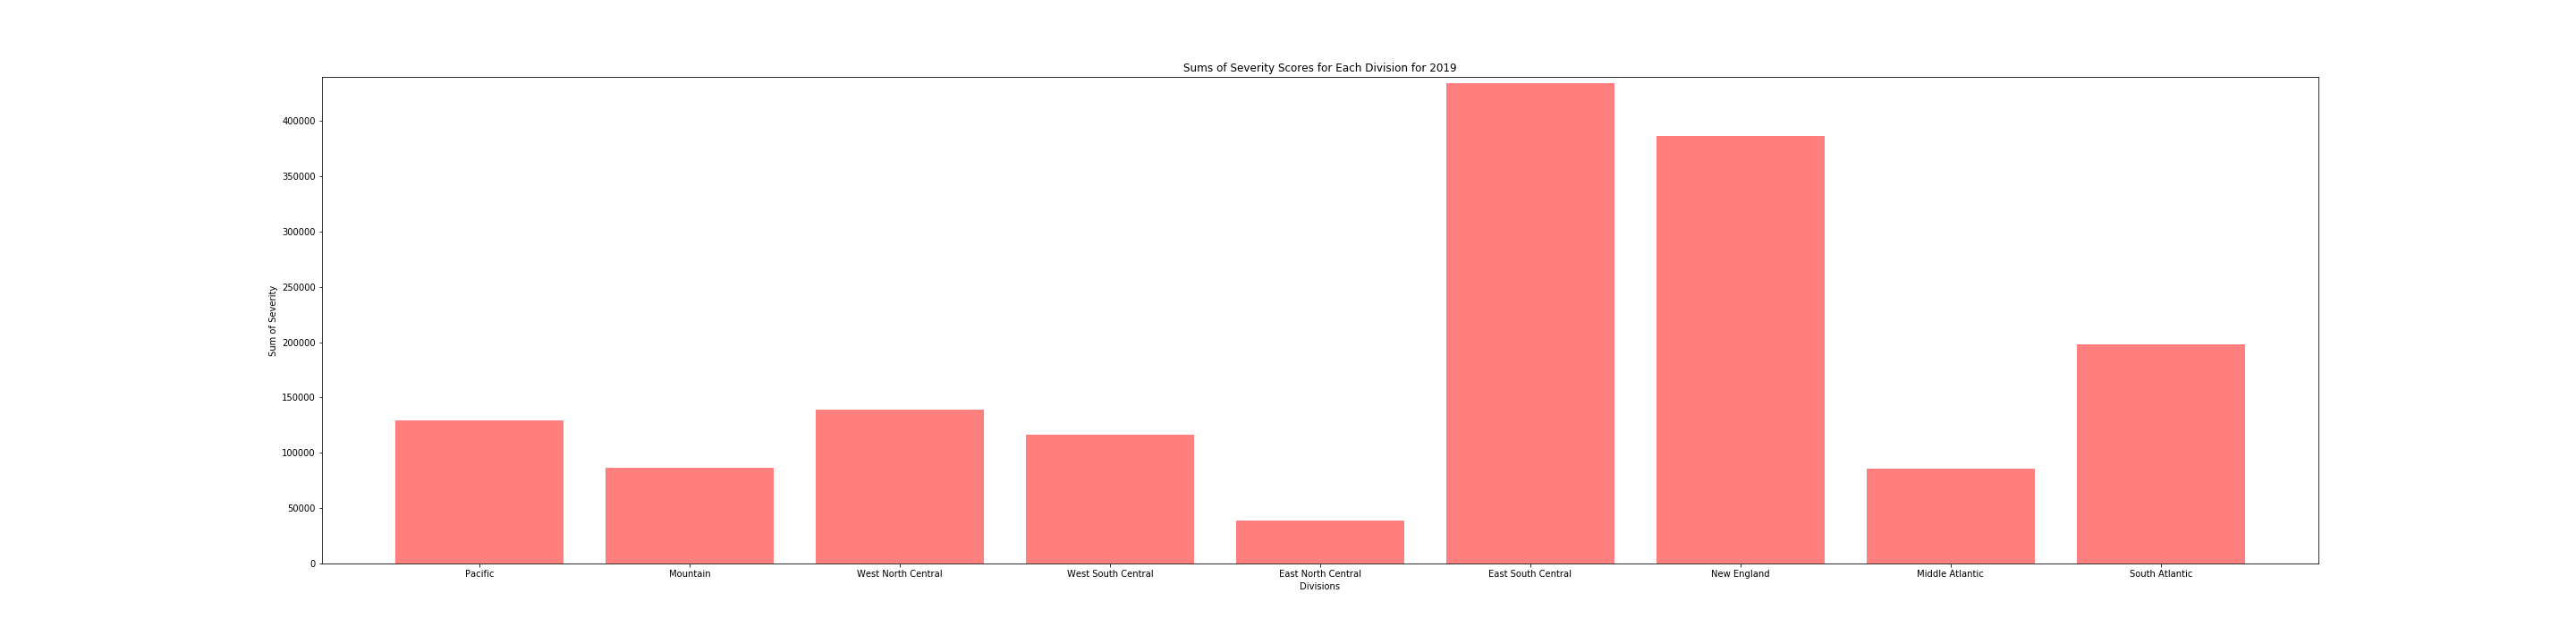 Sums of Severity Scores for Each Division for 2019
Sum of Severity
400000
350000
300000
250000
200000
150000
100000
50000
0
Pacific
Mountain
West North Central
West South Central
East North Central
East South Central
New England
Middle Atlantic
South Atlantic
Divisions